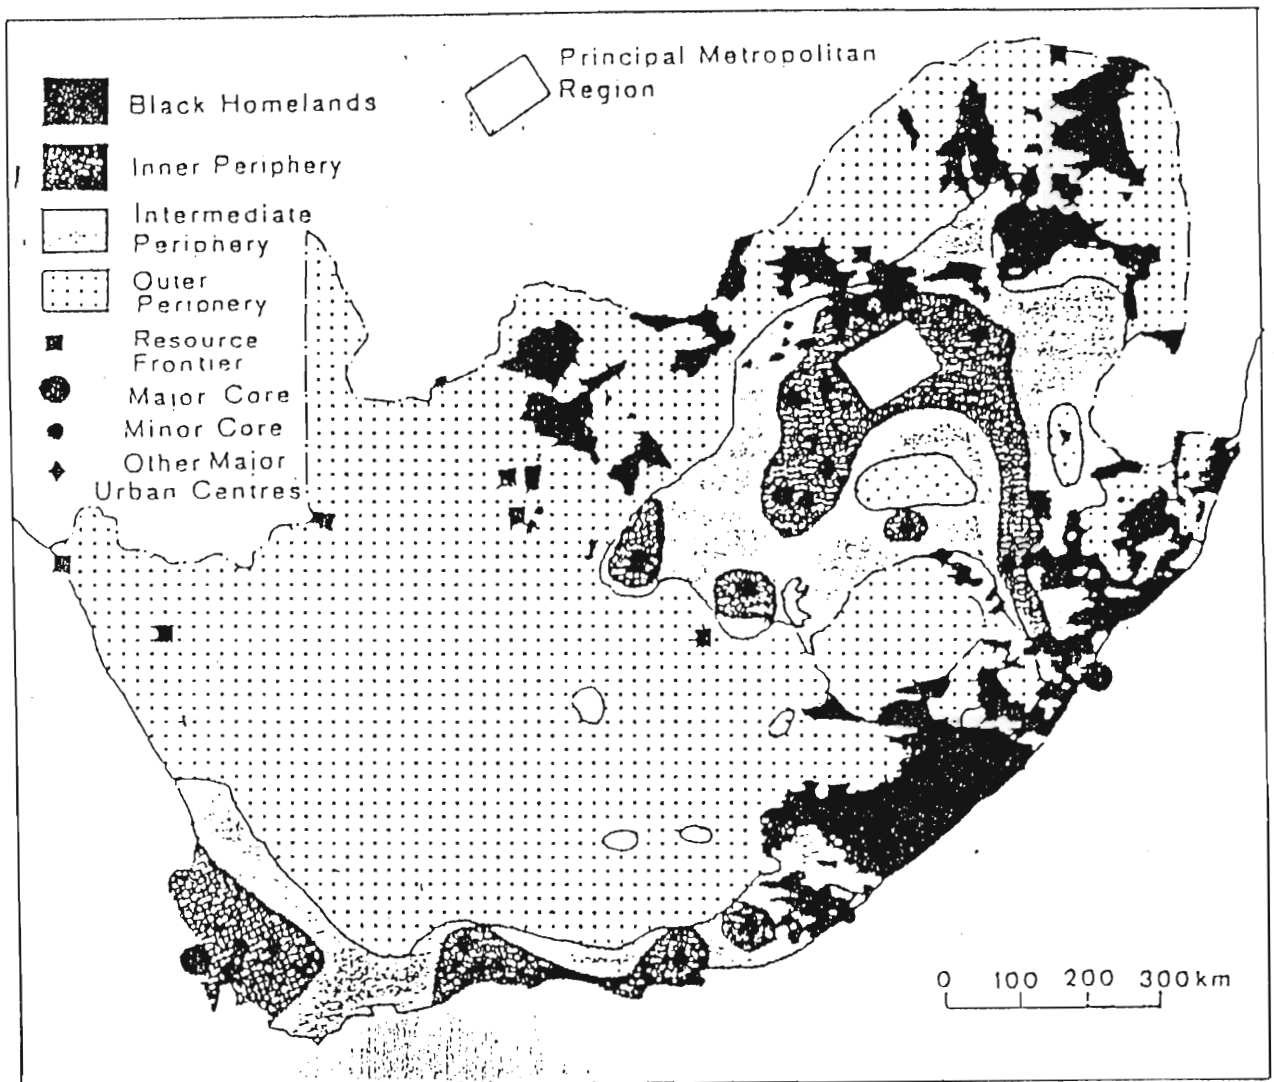 Principal Metropolitan
Region
Black Homelands
Inner Periphery
Intermediate
Periphery
Outer
Periphery
Resource
Frontier
Major Core
Minor Core
Other Major
Urban Centres
0 100 200 300km